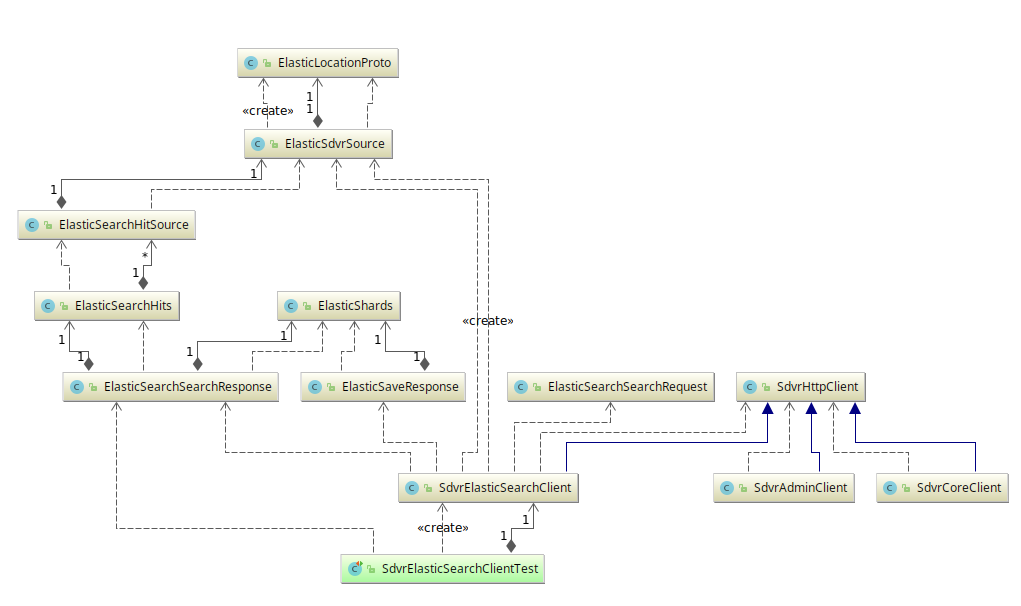 ElasticLocationProto
1
«create»
1
ElasticSdvrSource
1
1
ElasticSearchHitSource
*
1
ElasticSearchHits
ElasticShards
«create»
1
1
1
1
1
1
ElasticSearchSearchResponse
ElasticSaveResponse
ElasticSearchSearchRequest
SdvrHttpClient
SdvrElasticSearchClient
SdvrAdminClient
SdvrCoreClient
«create»
1
1
SdvrElasticSearchClientTest